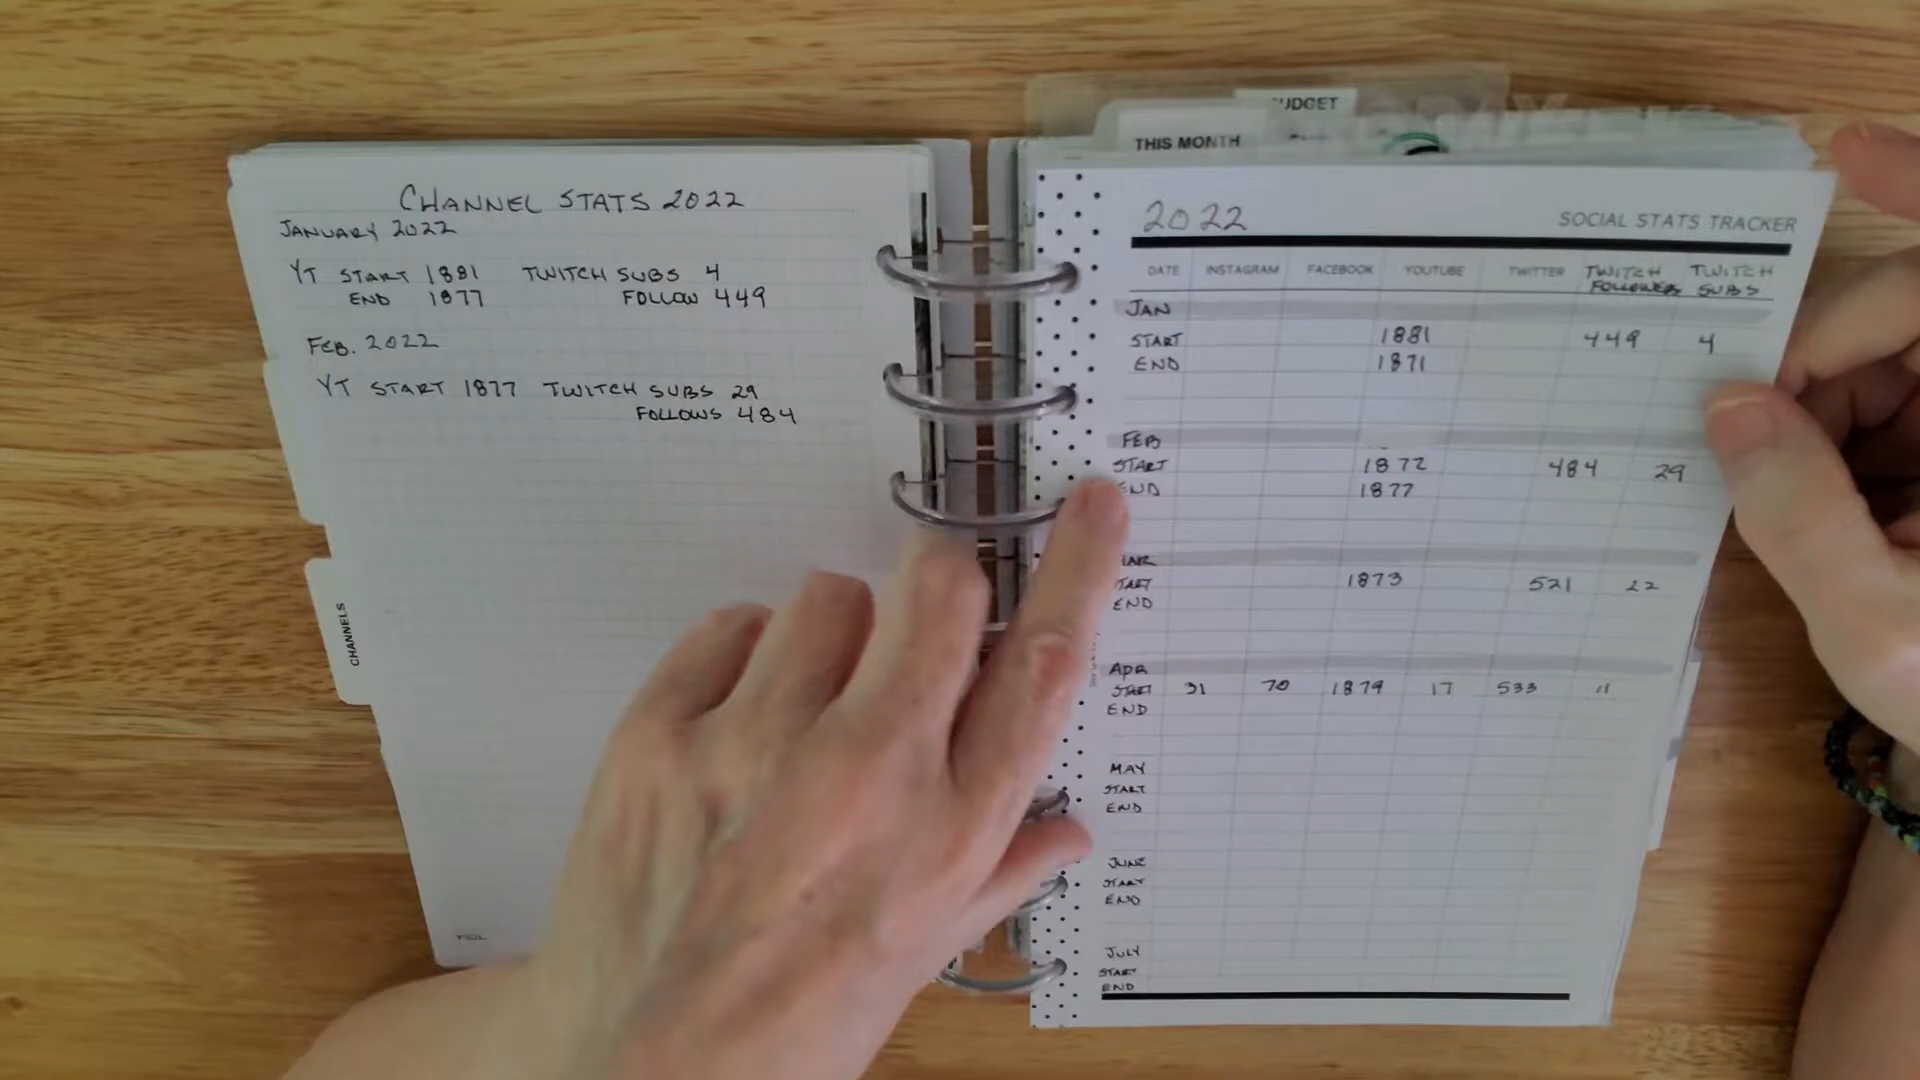 CHANNEL STATS 2022
JANUARY 2022
YT START 1881 TWITCH SUBS 4
END 1877 FOLLOW 449
FEB. 2022
YT START 1877 TWITCH SUBS 29
FOLLOWS 484
CHANNELS
UDGET
THIS MONTH
2022 SOCIAL STATS TRACKER
DATE INSTAGRAM FACEBOOK YOUTUBE TWITTER TWITCH FOLLOWERS TWITCH SUBS
JAN
START 1881 449 4
END 1871
FEB
START 1872 484 29
END 1877
MAR
START 1873 521 22
END
APR
START 31 70 1879 17 533 11
END
MAY
START
END
JUNE
START
END
JULY
START
END